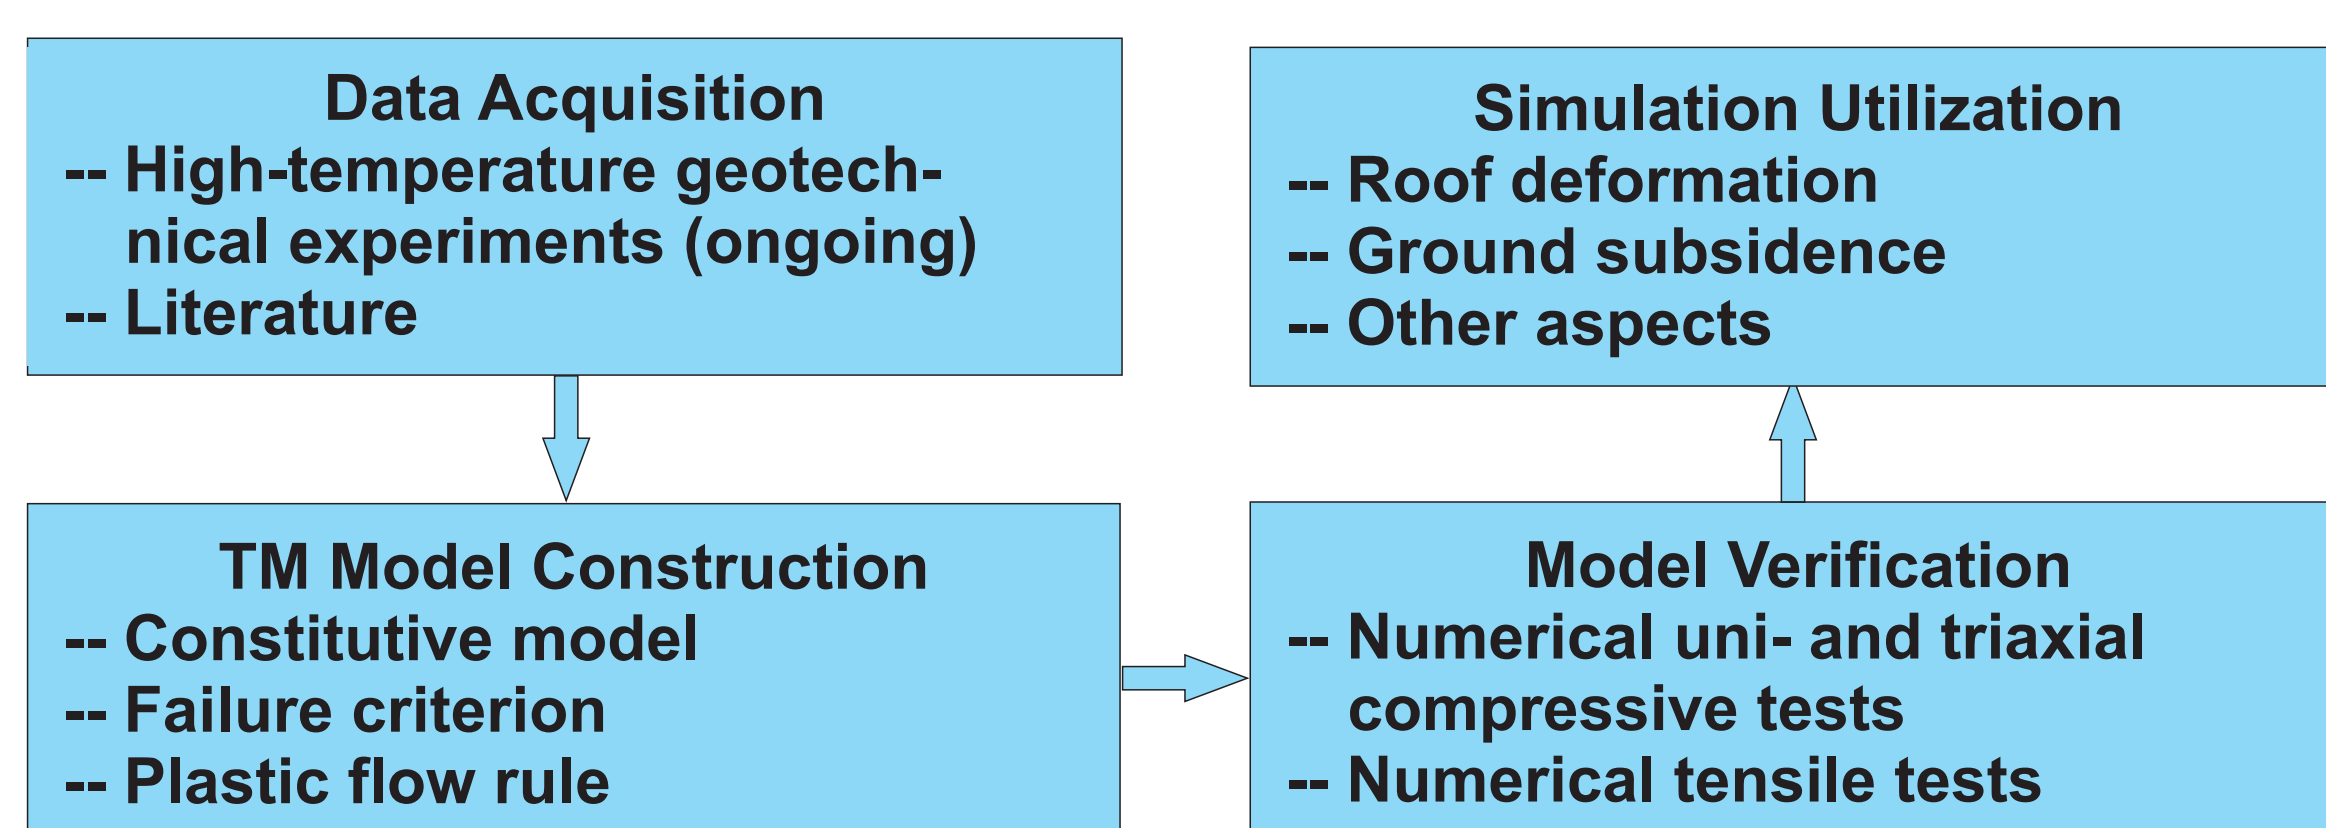 Data Acquisition
-- High-temperature geotech-
nical experiments (ongoing)
-- Literature
TM Model Construction
-- Constitutive model
-- Failure criterion
-- Plastic flow rule
Model Verification
-- Numerical uni- and triaxial
compressive tests
-- Numerical tensile tests
Simulation Utilization
-- Roof deformation
-- Ground subsidence
-- Other aspects